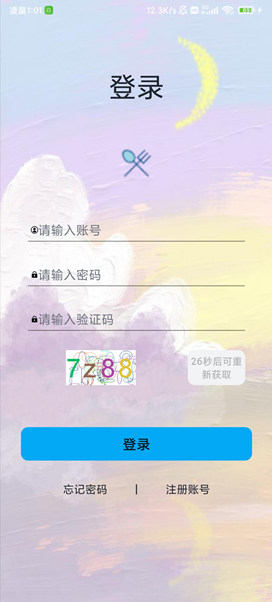 凌晨1:01 12.3K/s
登录
请输入账号
请输入密码
请输入验证码
7z88
26秒后可重
新获取
登录
忘记密码 | 注册账号